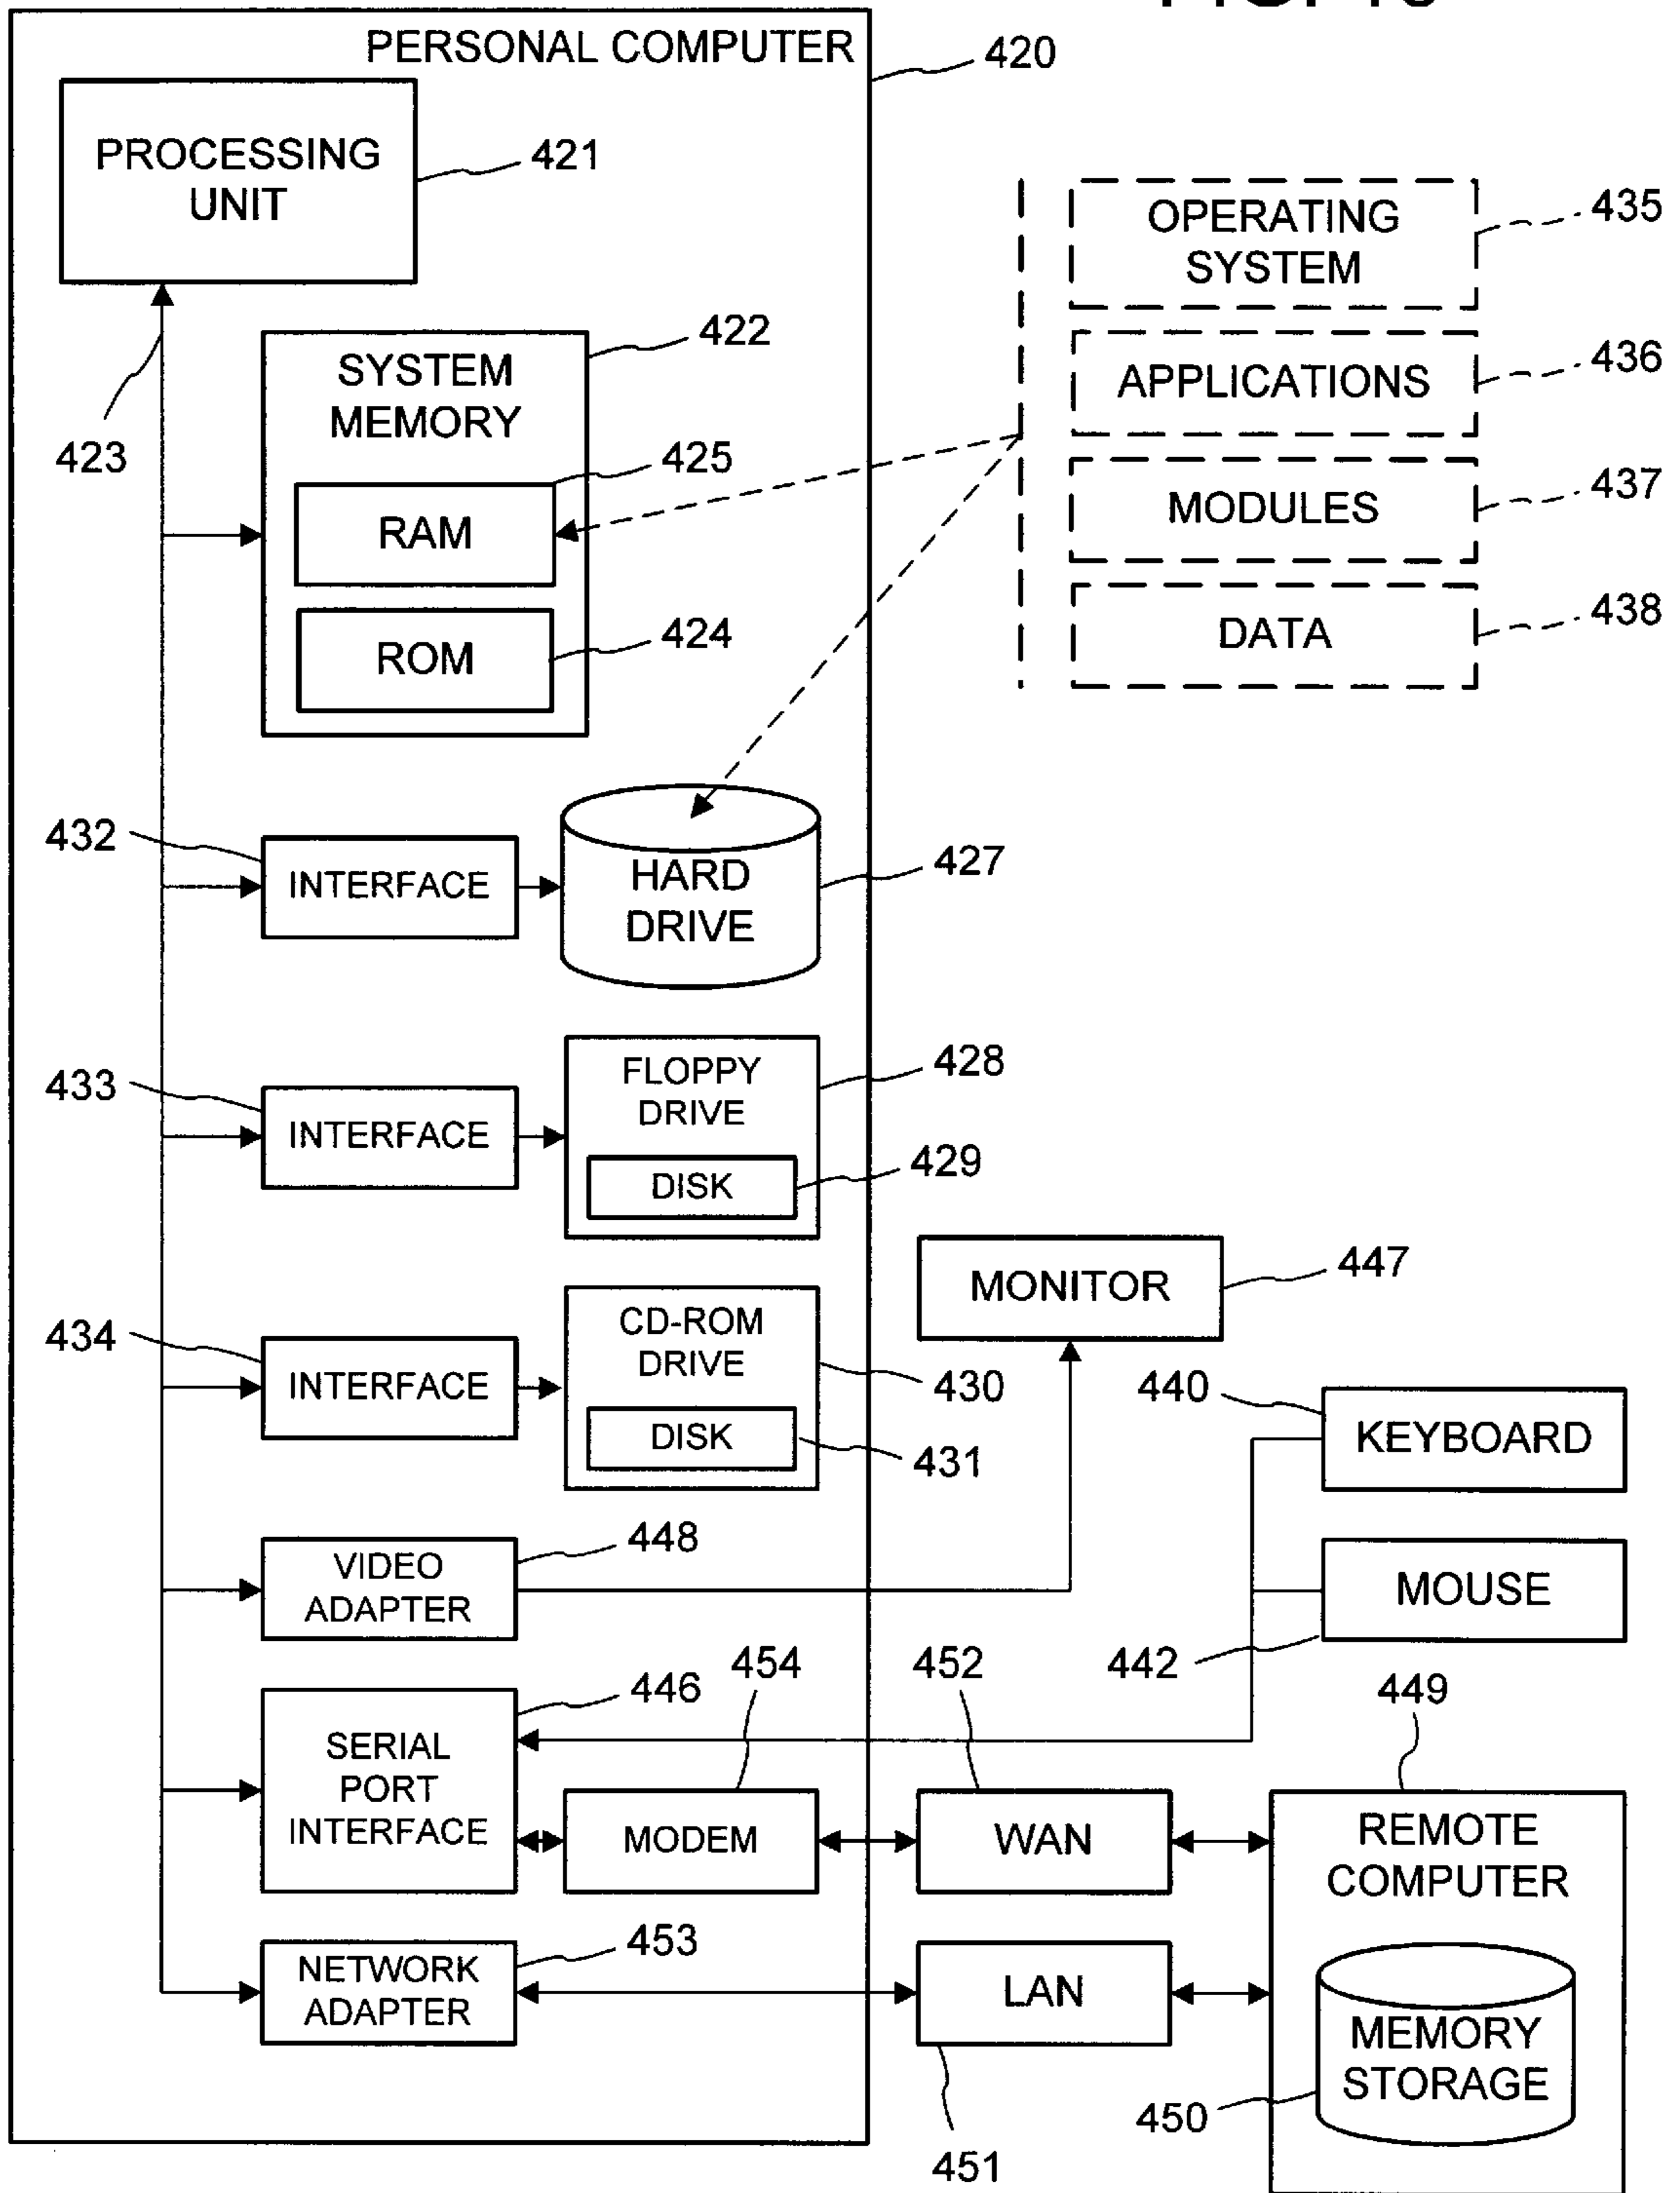 PERSONAL COMPUTER
420
PROCESSING
UNIT
421
423
SYSTEM
MEMORY
422
RAM
425
ROM
424
OPERATING
SYSTEM
435
APPLICATIONS
436
MODULES
437
DATA
438
432
INTERFACE
HARD
DRIVE
427
433
INTERFACE
FLOPPY
DRIVE
428
DISK
429
434
INTERFACE
CD-ROM
DRIVE
430
DISK
431
MONITOR
447
440
KEYBOARD
MOUSE
442
VIDEO
ADAPTER
448
SERIAL
PORT
INTERFACE
446
454
MODEM
452
WAN
449
REMOTE
COMPUTER
MEMORY
STORAGE
450
NETWORK
ADAPTER
453
LAN
451